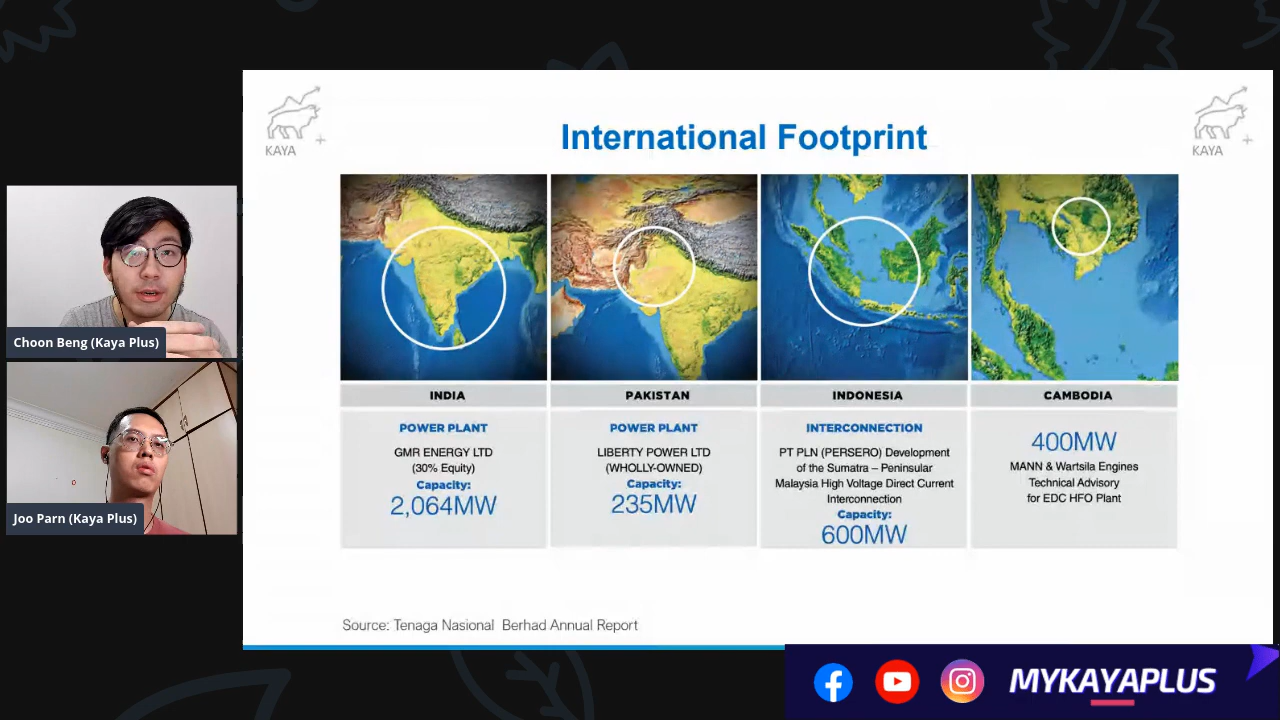 KAYA
KAYA
International Footprint
INDIA
POWER PLANT
GMR ENERGY LTD
(30% Equity)
Capacity:
2,064MW
PAKISTAN
POWER PLANT
LIBERTY POWER LTD
(WHOLLY-OWNED)
Capacity:
235MW
INDONESIA
INTERCONNECTION
PT PLN (PERSERO) Development
of the Sumatra – Peninsular
Malaysia High Voltage Direct Current
Interconnection
Capacity:
600MW
CAMBODIA
400MW
MANN & Wartsila Engines
Technical Advisory
for EDC HFO Plant
Source: Tenaga Nasional Berhad Annual Report
Choon Beng (Kaya Plus)
Joo Parn (Kaya Plus)
MYKAYAPLUS